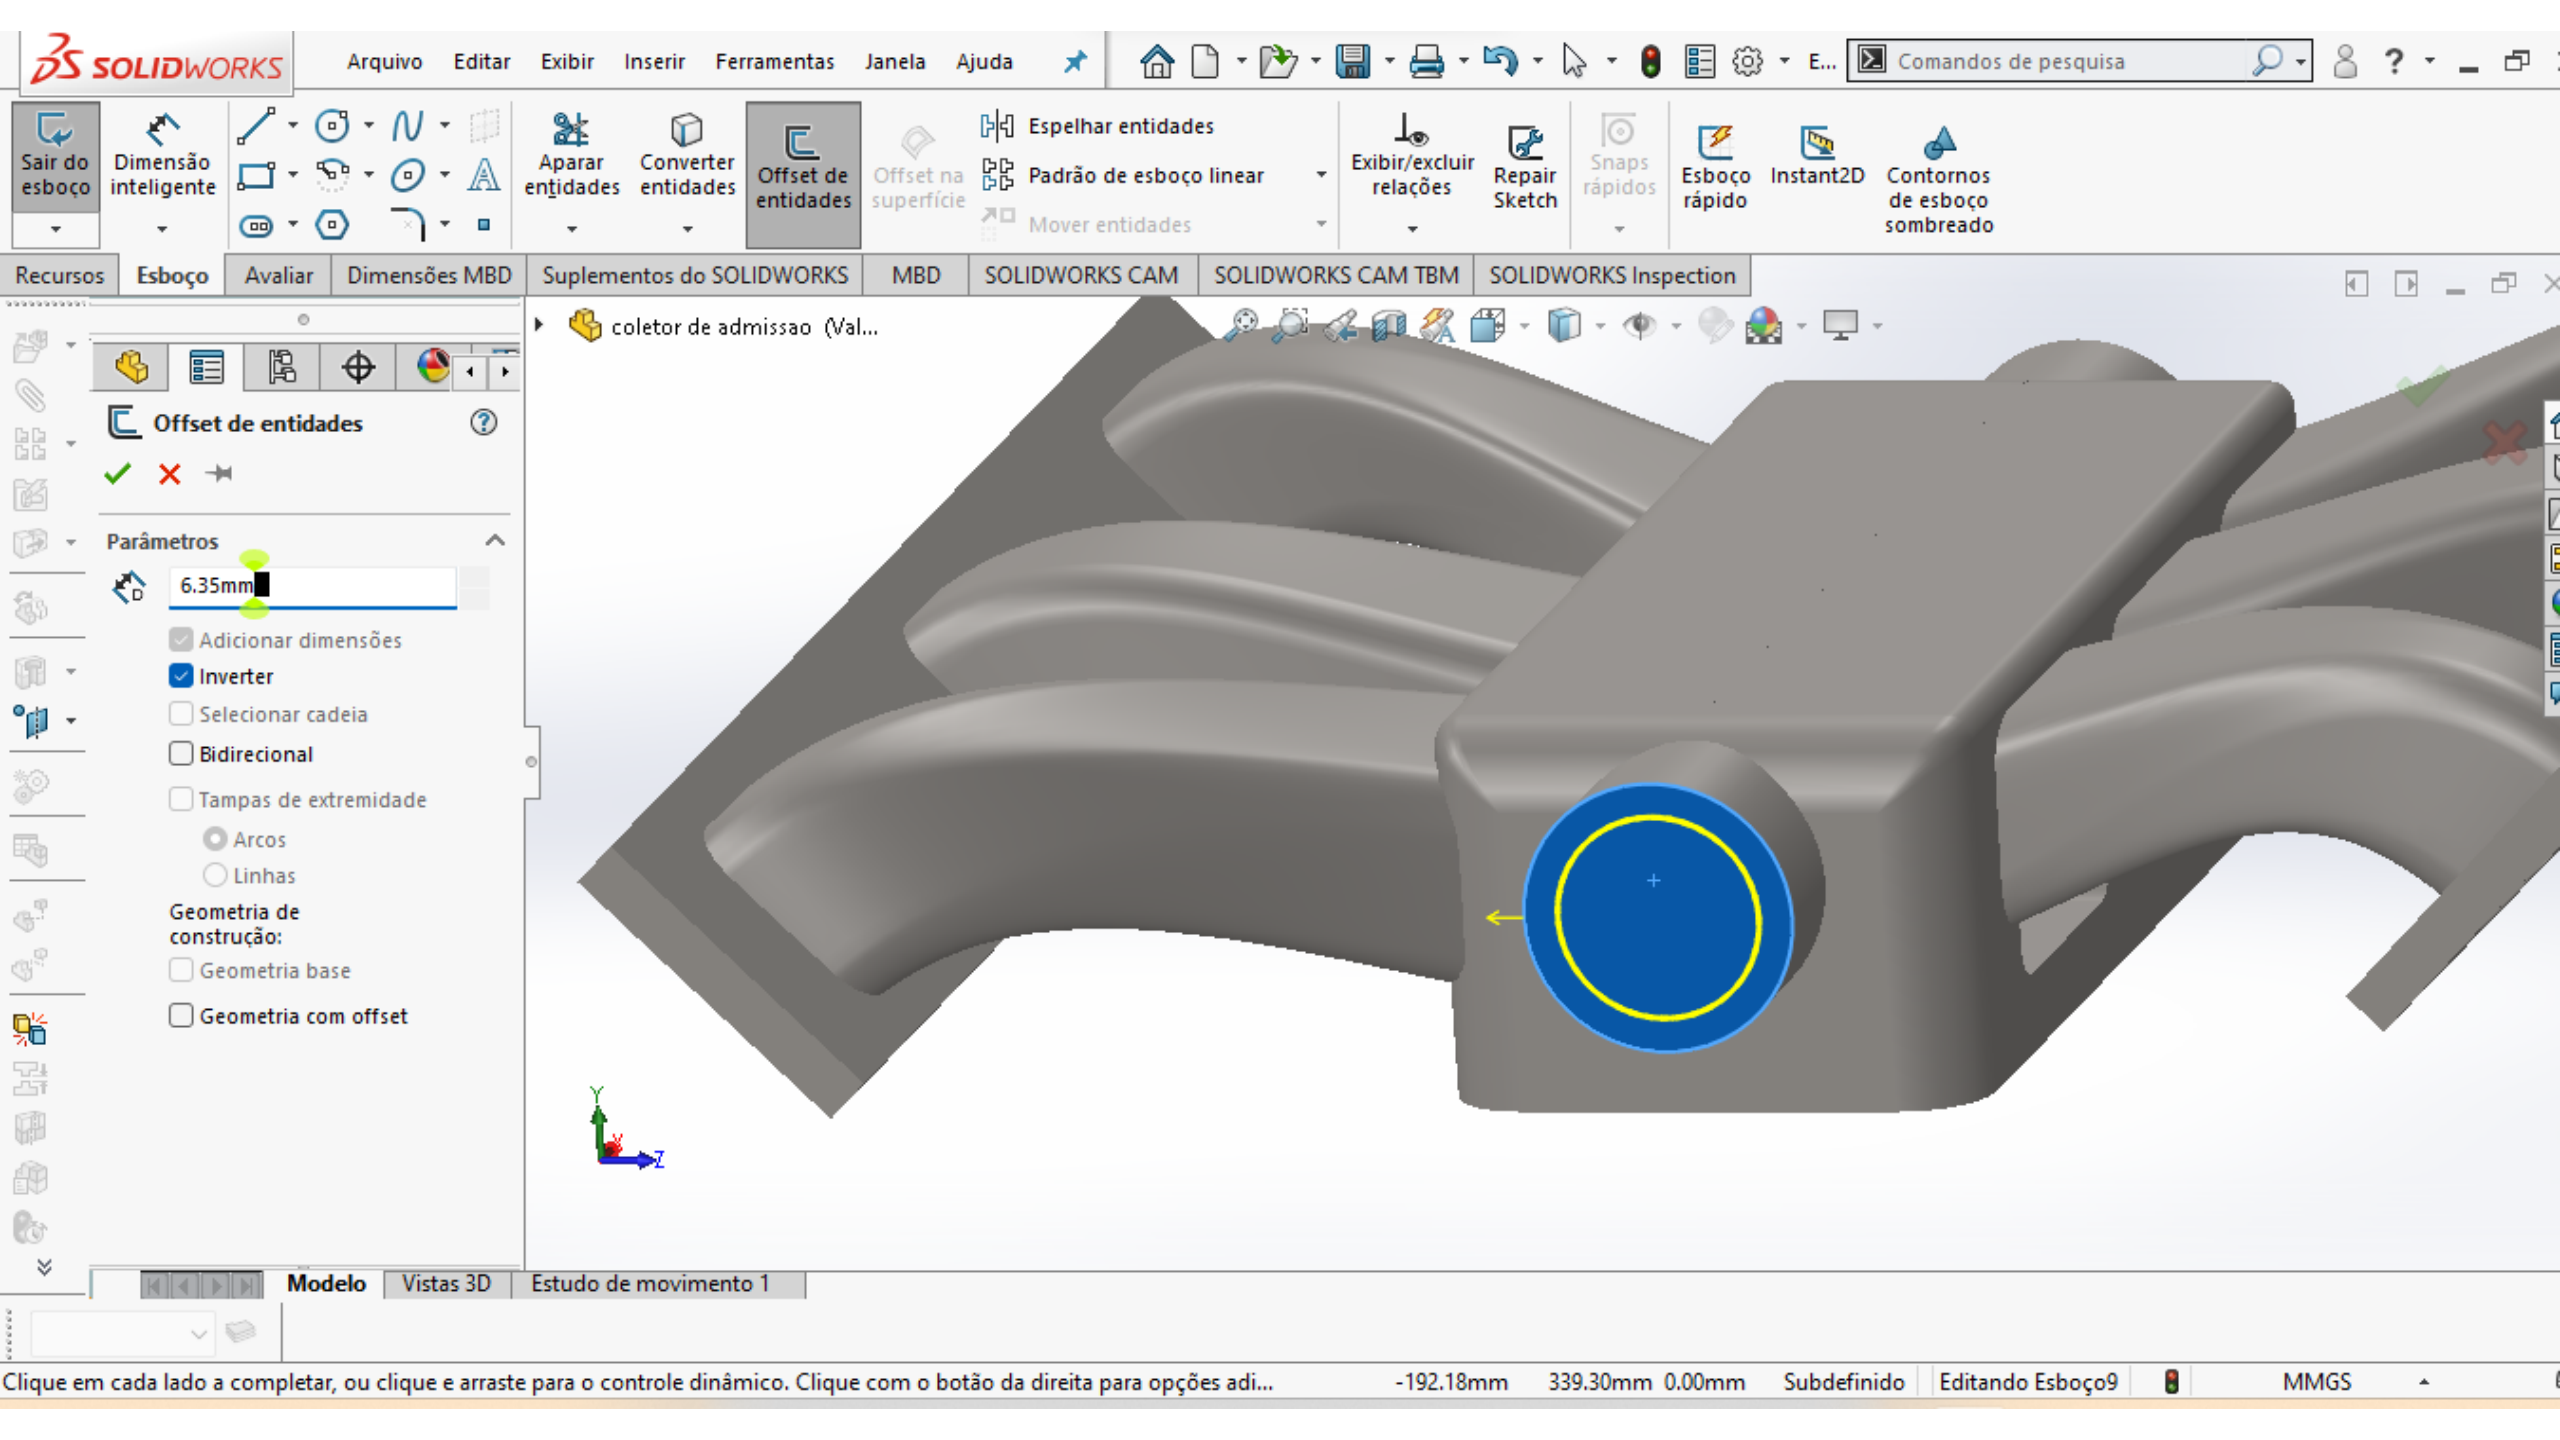 SOLIDWORKS
Arquivo Editar Exibir Inserir Ferramentas Janela Ajuda
E... Comandos de pesquisa
Sair do esboço
Dimensão inteligente
Aparar entidades
Converter entidades
Offset de entidades
Offset na superfície
Espelhar entidades
Padrão de esboço linear
Mover entidades
Exibir/excluir relações
Repair Sketch
Snaps rápidos
Esboço rápido
Instant2D
Contornos de esboço sombreado
Recursos Esboço Avaliar Dimensões MBD Suplementos do SOLIDWORKS MBD SOLIDWORKS CAM SOLIDWORKS CAM TBM SOLIDWORKS Inspection
coletor de admissao (Val...
Offset de entidades
Parâmetros
6.35mm
Adicionar dimensões
Inverter
Selecionar cadeia
Bidirecional
Tampas de extremidade
Arcos
Linhas
Geometria de
construção:
Geometria base
Geometria com offset
Y
Z
Modelo Vistas 3D Estudo de movimento 1
Clique em cada lado a completar, ou clique e arraste para o controle dinâmico. Clique com o botão da direita para opções adi... -192.18mm 339.30mm 0.00mm Subdefinido Editando Esboço9 MMGS